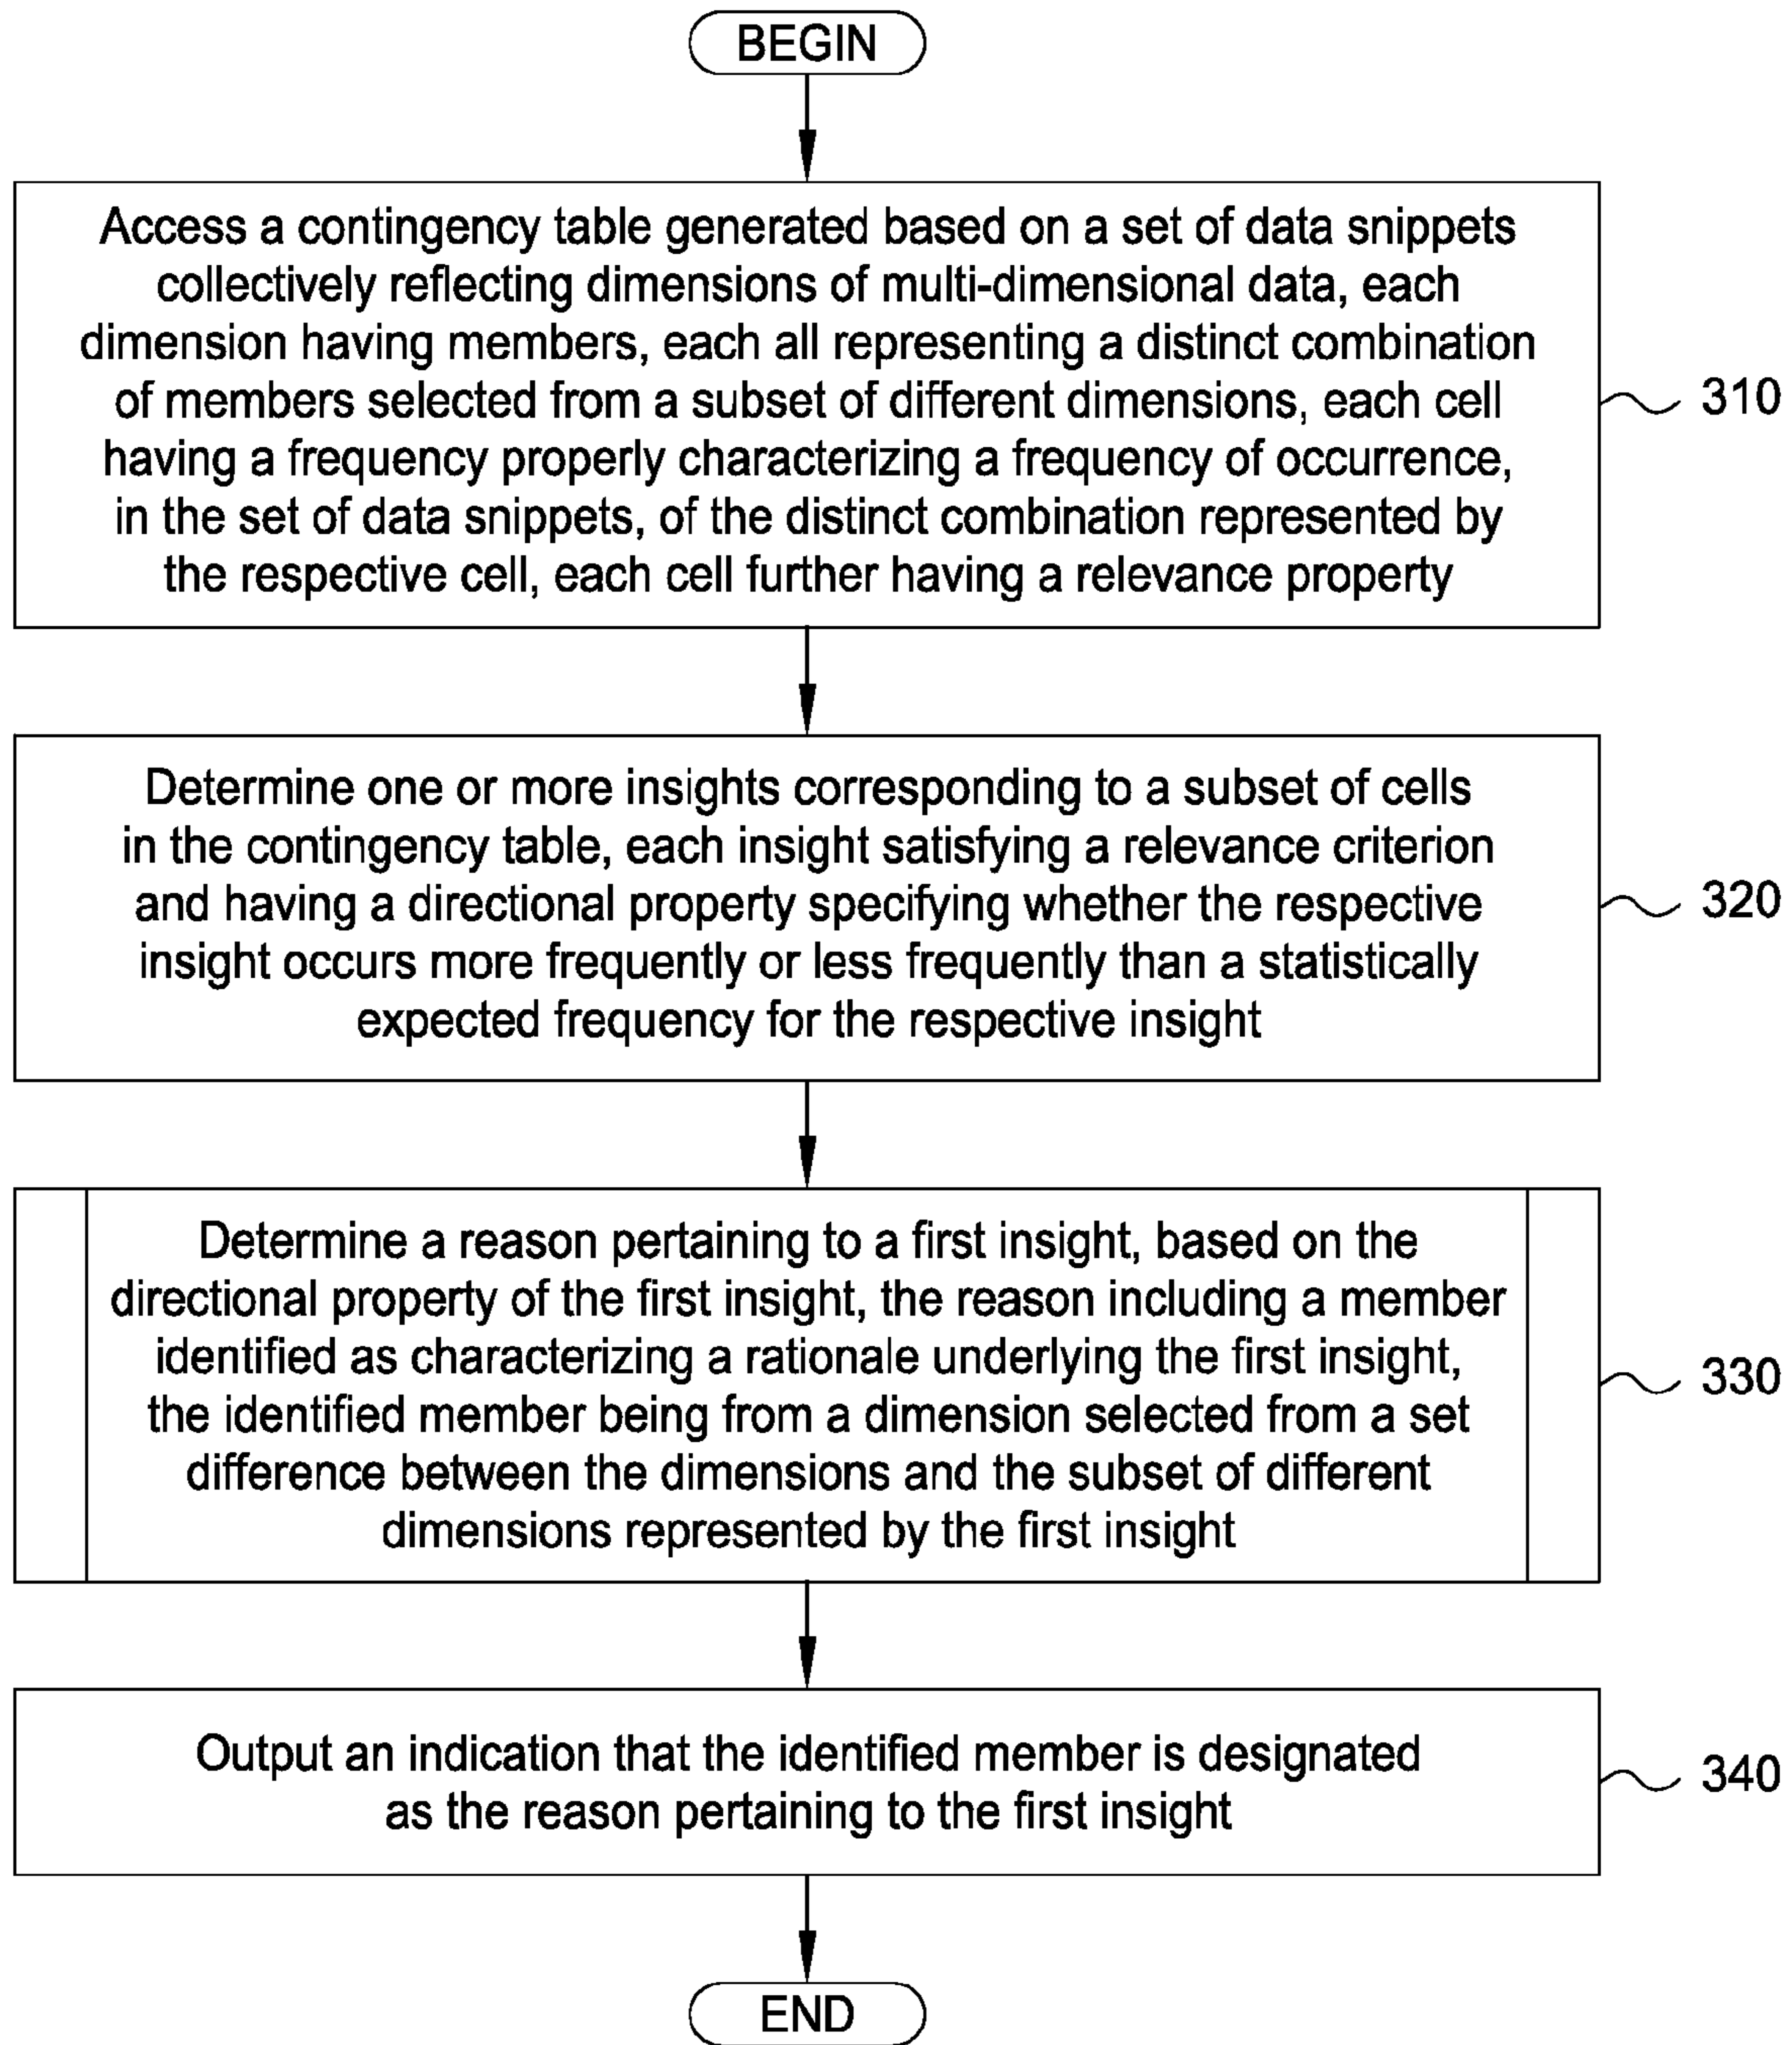 BEGIN
Access a contingency table generated based on a set of data snippets
collectively reflecting dimensions of multi-dimensional data, each
dimension having members, each all representing a distinct combination
of members selected from a subset of different dimensions, each cell
having a frequency properly characterizing a frequency of occurrence,
in the set of data snippets, of the distinct combination represented by
the respective cell, each cell further having a relevance property
310
Determine one or more insights corresponding to a subset of cells
in the contingency table, each insight satisfying a relevance criterion
and having a directional property specifying whether the respective
insight occurs more frequently or less frequently than a statistically
expected frequency for the respective insight
320
Determine a reason pertaining to a first insight, based on the
directional property of the first insight, the reason including a member
identified as characterizing a rationale underlying the first insight,
the identified member being from a dimension selected from a set
difference between the dimensions and the subset of different
dimensions represented by the first insight
330
Output an indication that the identified member is designated
as the reason pertaining to the first insight
340
END